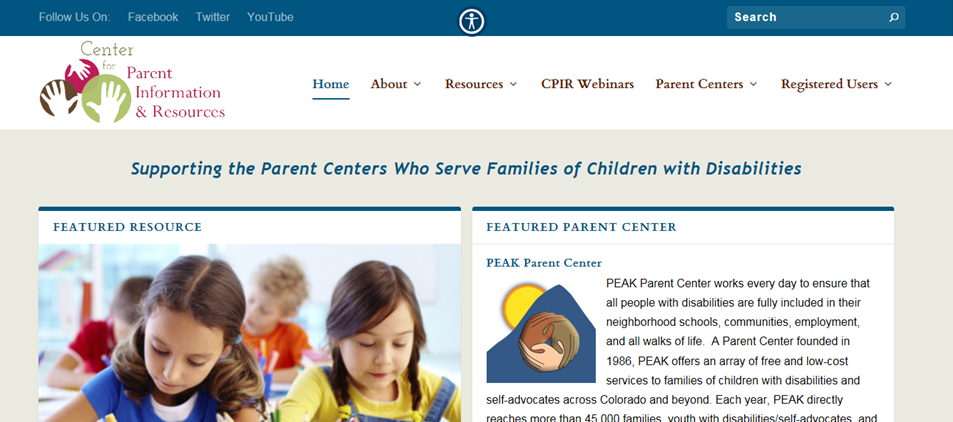 Follow Us On: Facebook Twitter YouTube
Search
Center
for
Parent
Information
& Resources
Home About Resources CPIR Webinars Parent Centers Registered Users
Supporting the Parent Centers Who Serve Families of Children with Disabilities
FEATURED RESOURCE
FEATURED PARENT CENTER
PEAK Parent Center
PEAK Parent Center works every day to ensure that
all people with disabilities are fully included in their
neighborhood schools, communities, employment,
and all walks of life. A Parent Center founded in
1986, PEAK offers an array of free and low-cost
services to families of children with disabilities and
self-advocates across Colorado and beyond. Each year, PEAK directly
reaches more than 45,000 families, youth with disabilities/self-advocates, and